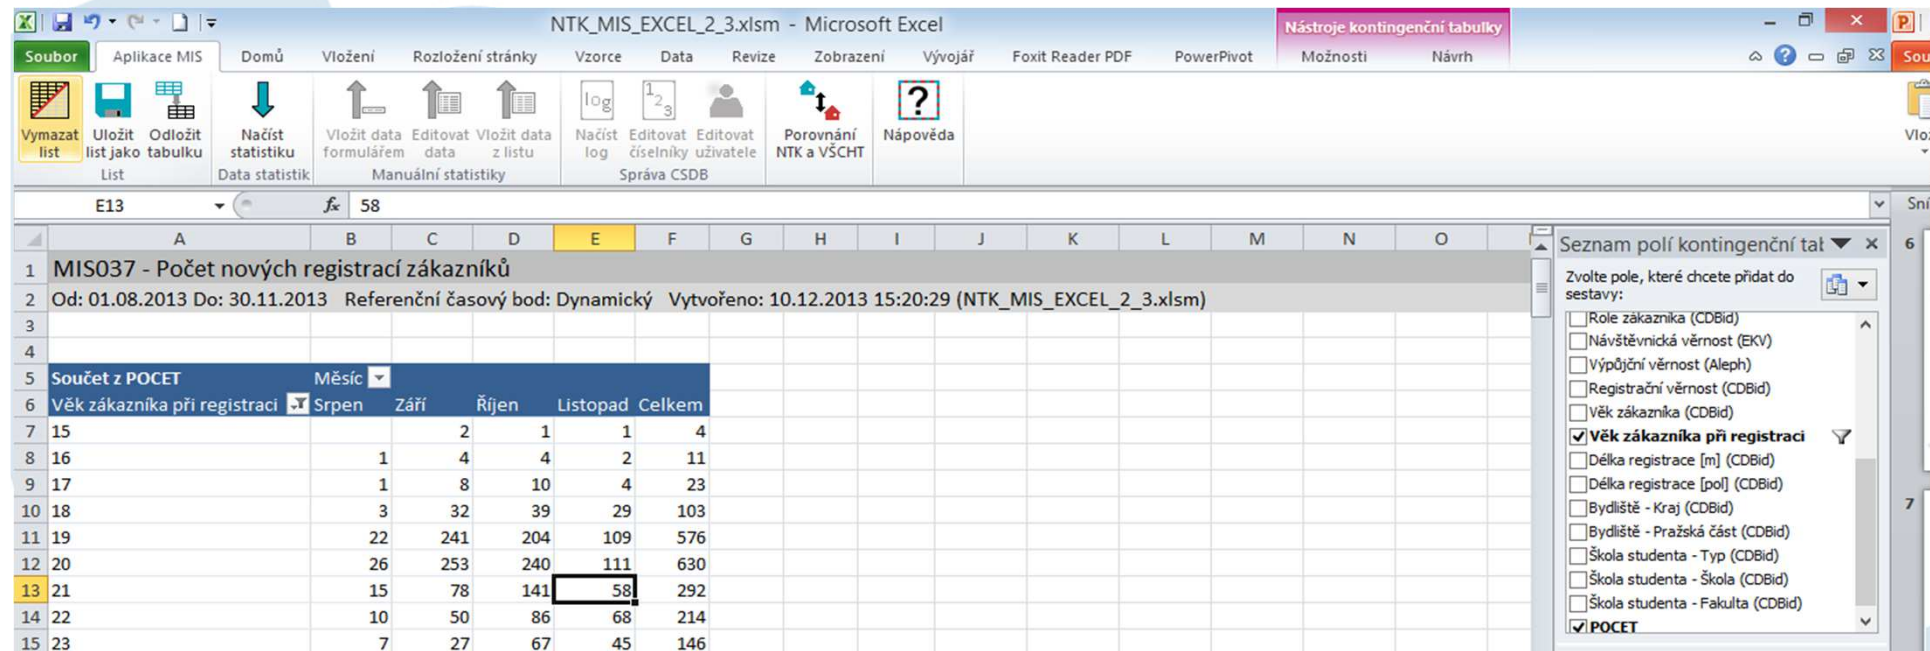 NTK_MIS_EXCEL_2_3.xlsm - Microsoft Excel
Nástroje kontingenční tabulky
Soubor Aplikace MIS Domů Vložení Rozložení stránky Vzorce Data Revize Zobrazení Vývojář Foxit Reader PDF PowerPivot Možnosti Návrh
Vymazat list
Uložit list jako
Odložit tabulku
Načíst statistiku
Vložit data formulářem
Editovat data
Vložit data z listu
Načíst log
Editovat číselníky
Editovat uživatele
Porovnání NTK a VŠCHT
Nápověda
List Data statistik Manuální statistiky Správa CSDB
E13 fx 58
A B C D E F G H I J K L M N O
1 MIS037 - Počet nových registrací zákazníků
2 Od: 01.08.2013 Do: 30.11.2013 Referenční časový bod: Dynamický Vytvořeno: 10.12.2013 15:20:29 (NTK_MIS_EXCEL_2_3.xlsm)
3
4
5 Součet z POCET Měsíc
6 Věk zákazníka při registraci Srpen Září Říjen Listopad Celkem
7 15 2 1 1 4
8 16 1 4 4 2 11
9 17 1 8 10 4 23
10 18 3 32 39 29 103
11 19 22 241 204 109 576
12 20 26 253 240 111 630
13 21 15 78 141 58 292
14 22 10 50 86 68 214
15 23 7 27 67 45 146
Seznam polí kontingenční tab
Zvolte pole, které chcete přidat do
sestavy:
Role zákazníka (CDBid)
Návštěvnická věrnost (EKV)
Výpůjční věrnost (Aleph)
Registrační věrnost (CDBid)
Věk zákazníka (CDBid)
Věk zákazníka při registraci
Délka registrace [m] (CDBid)
Délka registrace [pol] (CDBid)
Bydliště - Kraj (CDBid)
Bydliště - Pražská část (CDBid)
Škola studenta - Typ (CDBid)
Škola studenta - Škola (CDBid)
Škola studenta - Fakulta (CDBid)
POCET
6
7